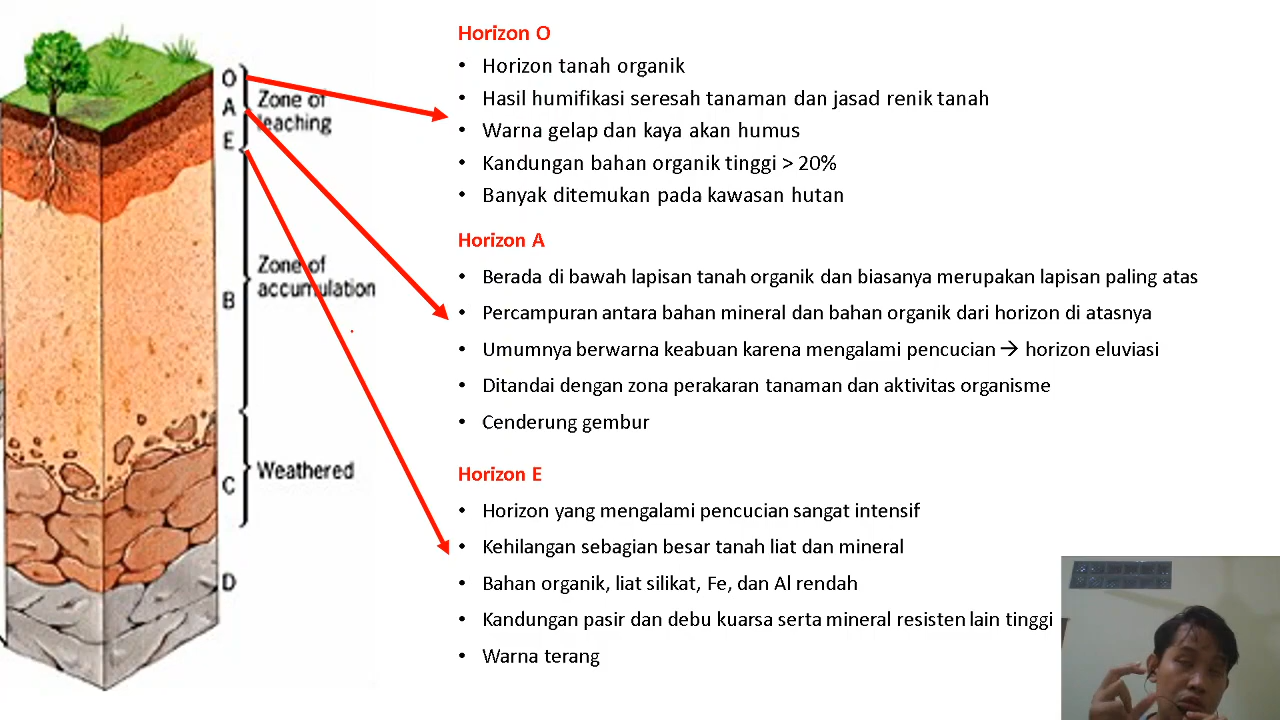 O
A
E
Zone of
leaching
B
Zone of
accumulation
C
Weathered
D
Horizon O
• Horizon tanah organik
• Hasil humifikasi seresah tanaman dan jasad renik tanah
• Warna gelap dan kaya akan humus
• Kandungan bahan organik tinggi > 20%
• Banyak ditemukan pada kawasan hutan
Horizon A
• Berada di bawah lapisan tanah organik dan biasanya merupakan lapisan paling atas
• Percampuran antara bahan mineral dan bahan organik dari horizon di atasnya
• Umumnya berwarna keabuan karena mengalami pencucian → horizon eluviasi
• Ditandai dengan zona perakaran tanaman dan aktivitas organisme
• Cenderung gembur
Horizon E
• Horizon yang mengalami pencucian sangat intensif
• Kehilangan sebagian besar tanah liat dan mineral
• Bahan organik, liat silikat, Fe, dan Al rendah
• Kandungan pasir dan debu kuarsa serta mineral resisten lain tinggi
• Warna terang